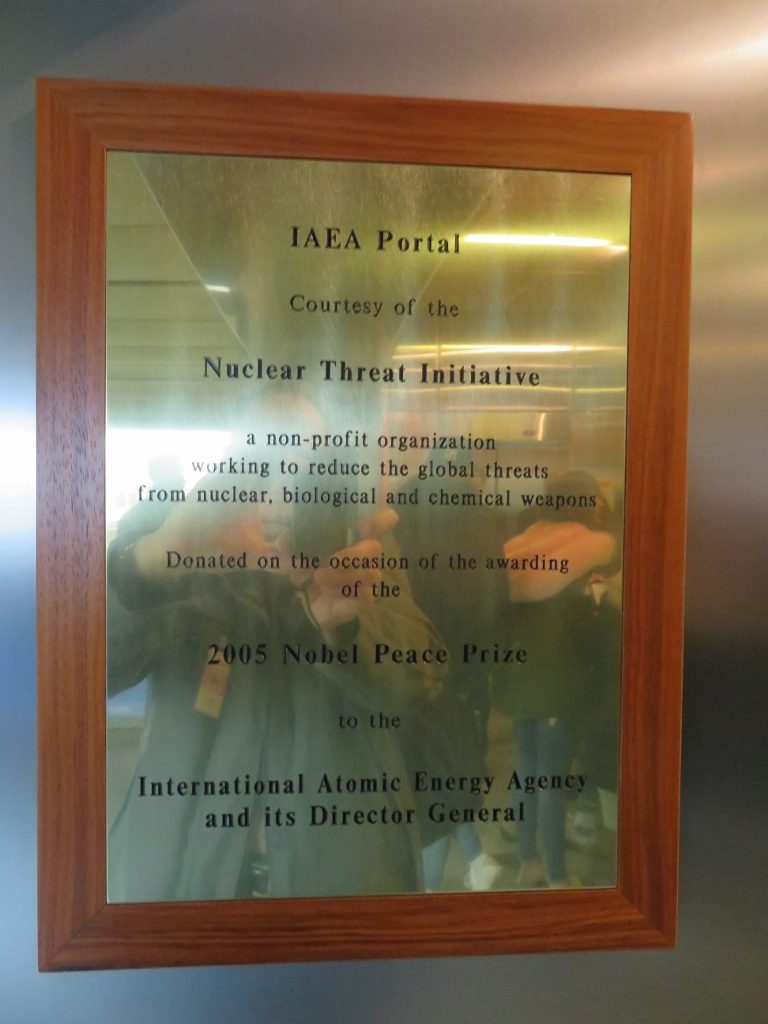 IAEA Portal
Courtesy of the
Nuclear Threat Initiative
a non-profit organization
working to reduce the global threats
from nuclear, biological and chemical weapons
Donated on the occasion of the awarding
of the
2005 Nobel Peace Prize
to the
International Atomic Energy Agency
and its Director General